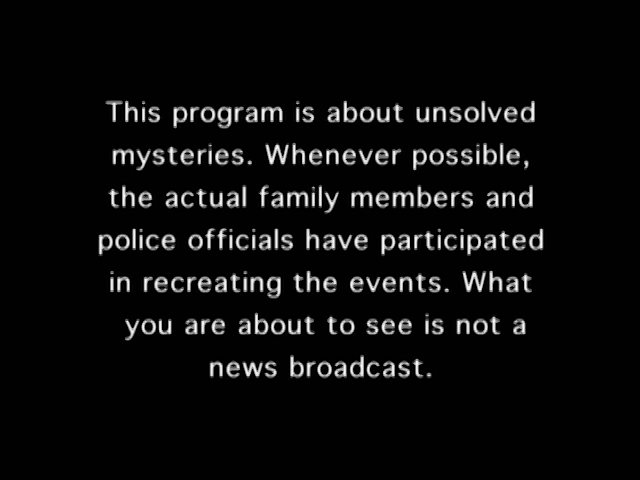 This program is about unsolved
mysteries. Whenever possible,
the actual family members and
police officials have participated
in recreating the events. What
you are about to see is not a
news broadcast.